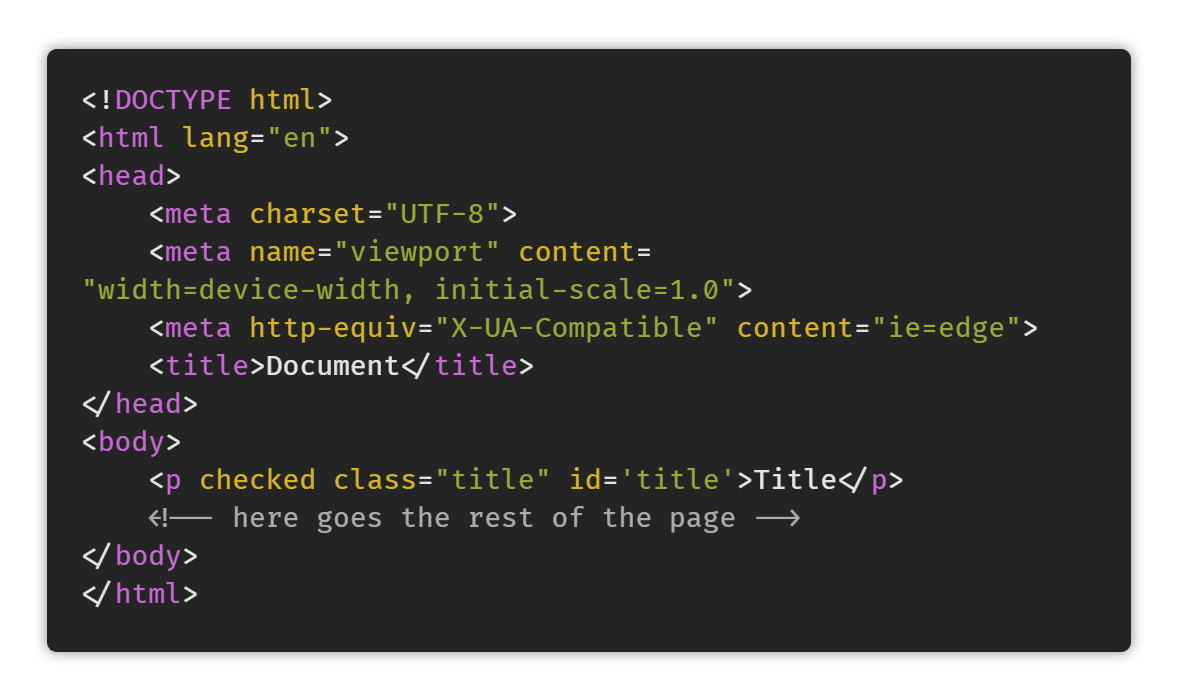 <!DOCTYPE html>
<html lang="en">
<head>
    <meta charset="UTF-8">
    <meta name="viewport" content=
"width=device-width, initial-scale=1.0">
    <meta http-equiv="X-UA-Compatible" content="ie=edge">
    <title>Document</title>
</head>
<body>
    <p checked class="title" id='title'>Title</p>
    <!-- here goes the rest of the page -->
</body>
</html>